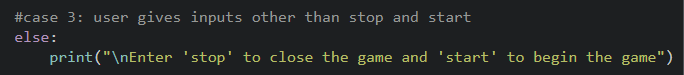 #case 3: user gives inputs other than stop and start
else:
    print("\nEnter 'stop' to close the game and 'start' to begin the game")